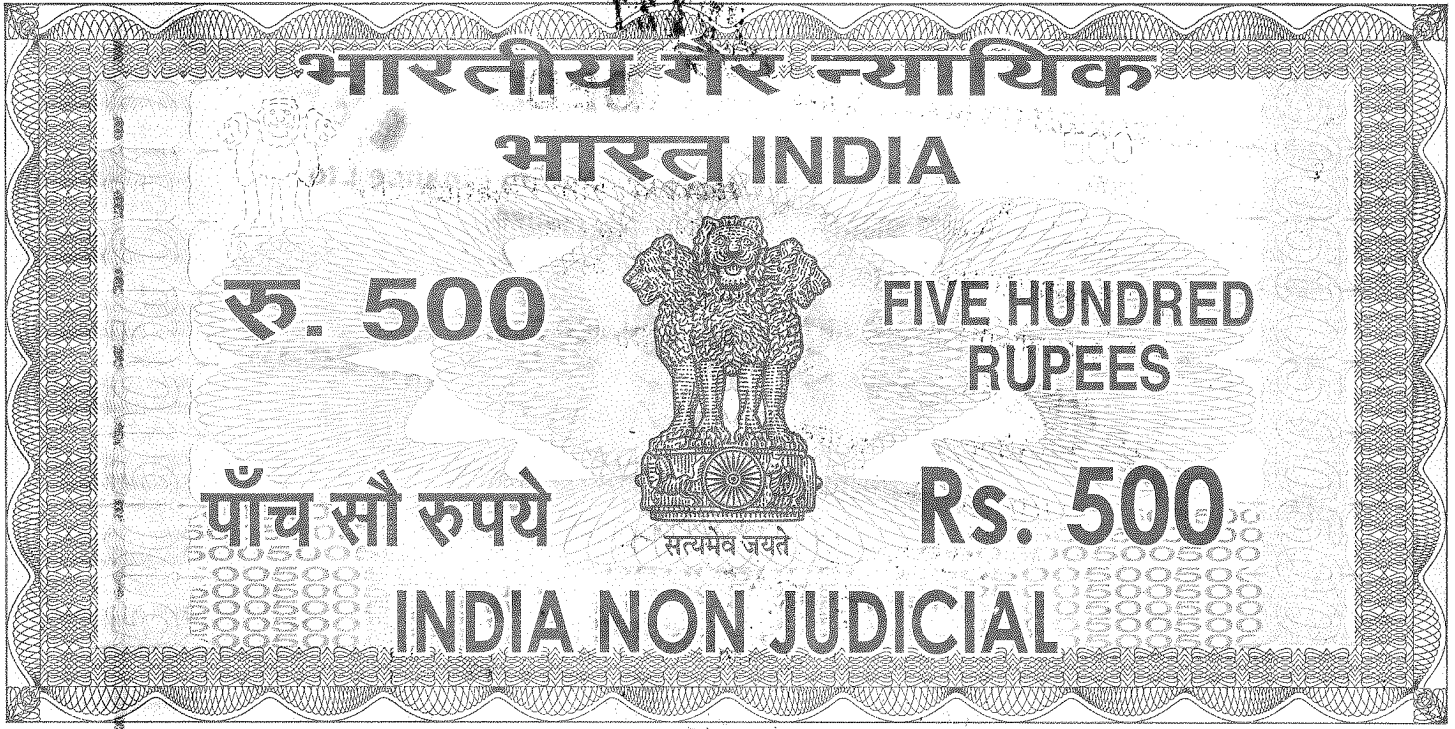 भारतीय गैर न्यायिक
भारत INDIA
रु. 500
FIVE HUNDRED
RUPEES
पाँच सौ रुपये
Rs. 500
सत्यमेव जयते
INDIA NON JUDICIAL